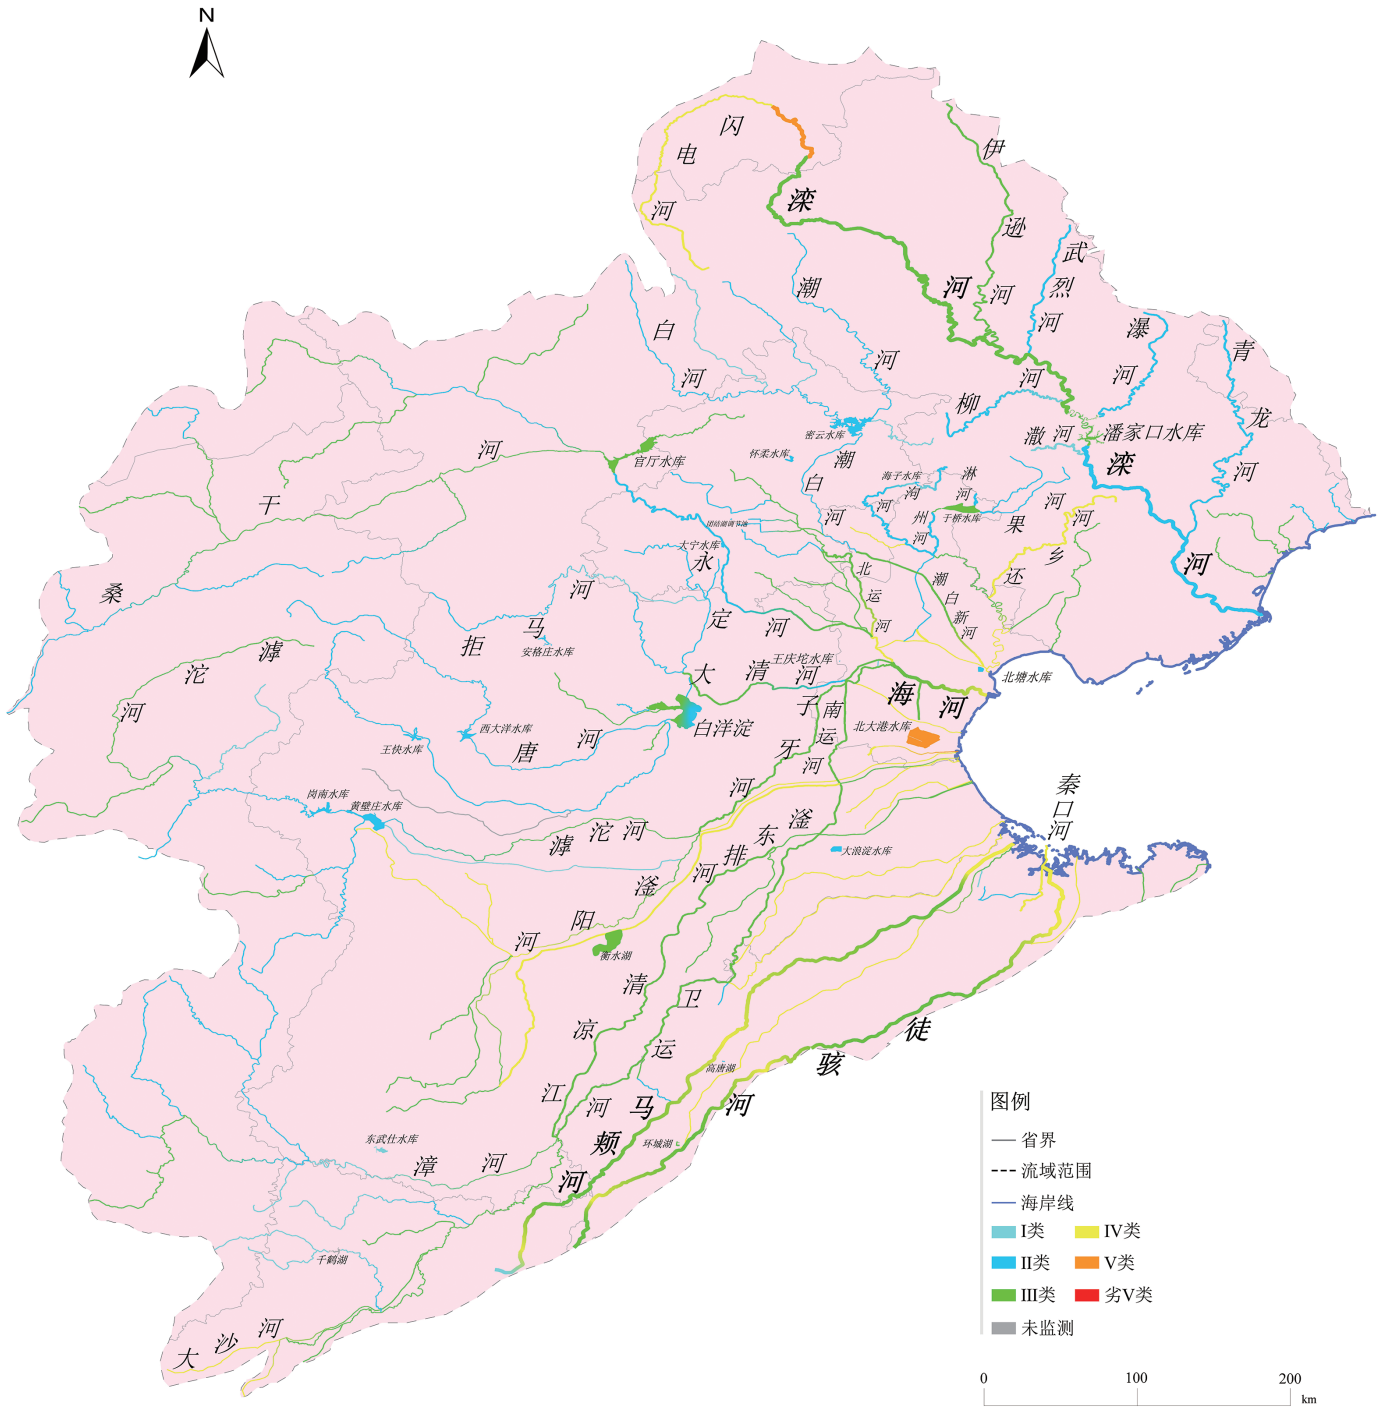 N
闪电河
滦河
伊逊河
武烈河
瀑河
青龙河
潮河
白河
柳河
潵河
潘家口水库
滦河
密云水库
怀柔水库
潮白河
海子水库
泃河
淋河
州河
于桥水库
果河
还乡河
官厅水库
桑干河
团结湖调节池
大宁水库
永定河
北运河
潮白新河
拒马河
安格庄水库
滹沱河
大清河
王庆坨水库
北塘水库
海河
北大港水库
子牙河
南运河
白洋淀
西大洋水库
王快水库
唐河
岗南水库
黄壁庄水库
滹沱河
滏东排河
大浪淀水库
秦口河
滏阳河
衡水湖
清凉江
卫运河
马颊河
徒骇河
高唐湖
环城湖
东武仕水库
漳河
千鹤湖
大沙河
图例
省界
流域范围
海岸线
I类
IV类
II类
V类
III类
劣V类
未监测
0 100 200
km